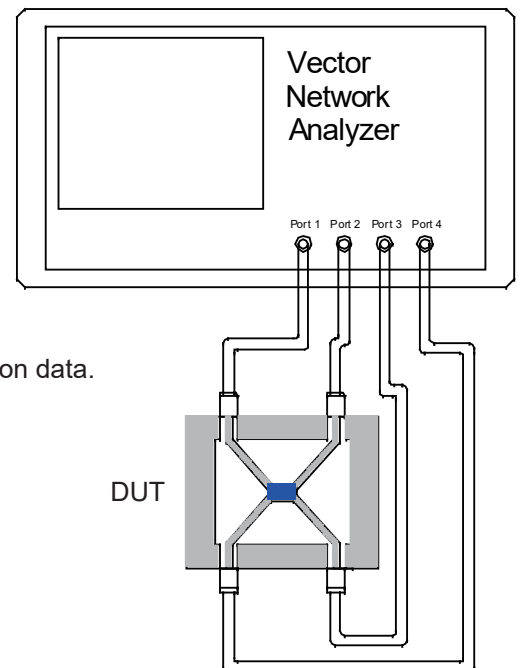 Vector
Network
Analyzer
Port 1 Port 2 Port 3 Port 4
on data.
DUT